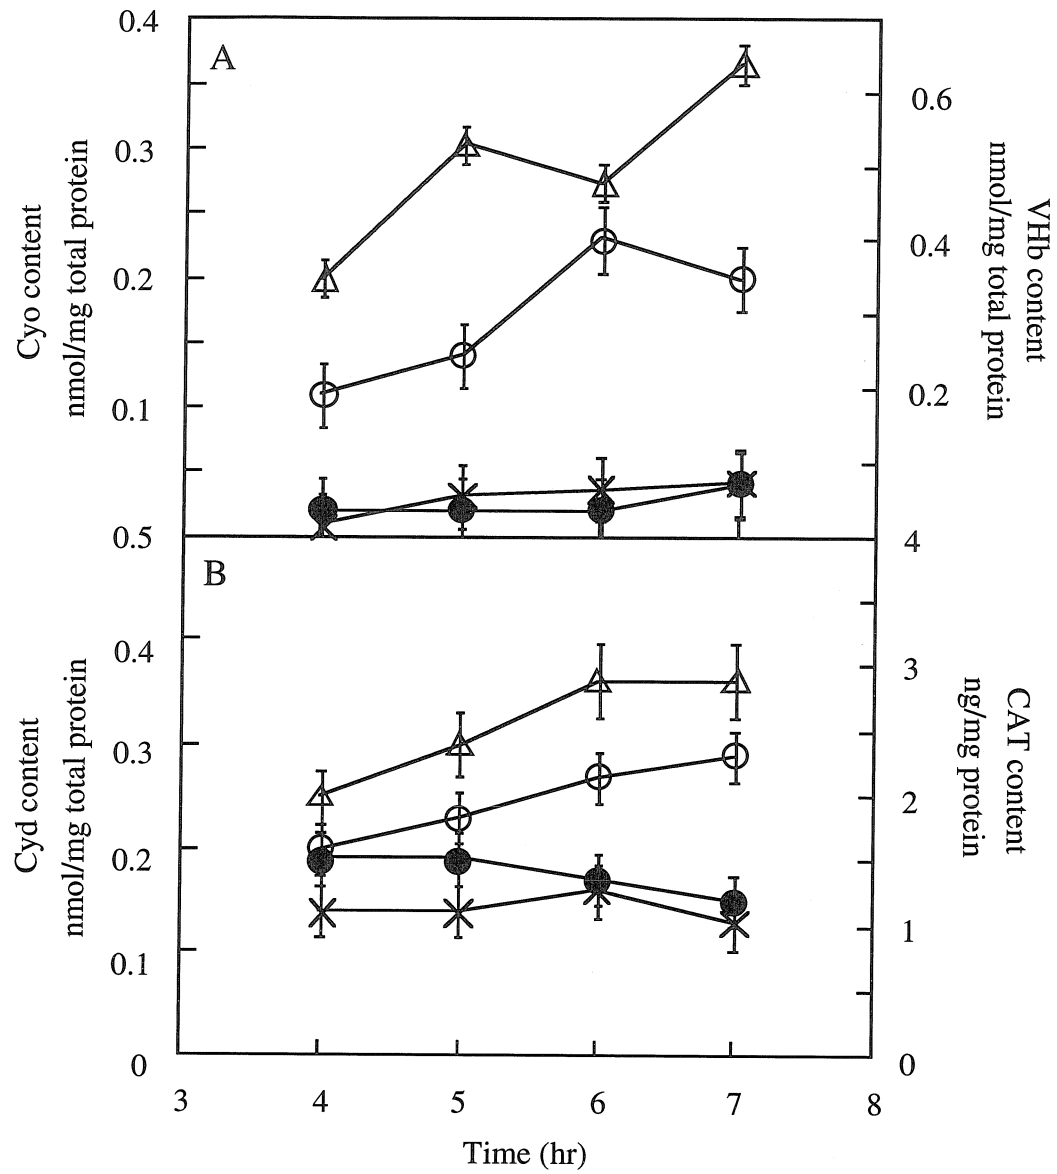 0.4
A
0.3
0.2
0.1
0.5
Cyo content
nmol/mg total protein
0.6
0.4
0.2
4
VHb content
nmol/mg total protein
B
0.4
0.3
0.2
0.1
0
Cyd content
nmol/mg total protein
3
2
1
0
CAT content
ng/mg protein
3 4 5 6 7 8
Time (hr)